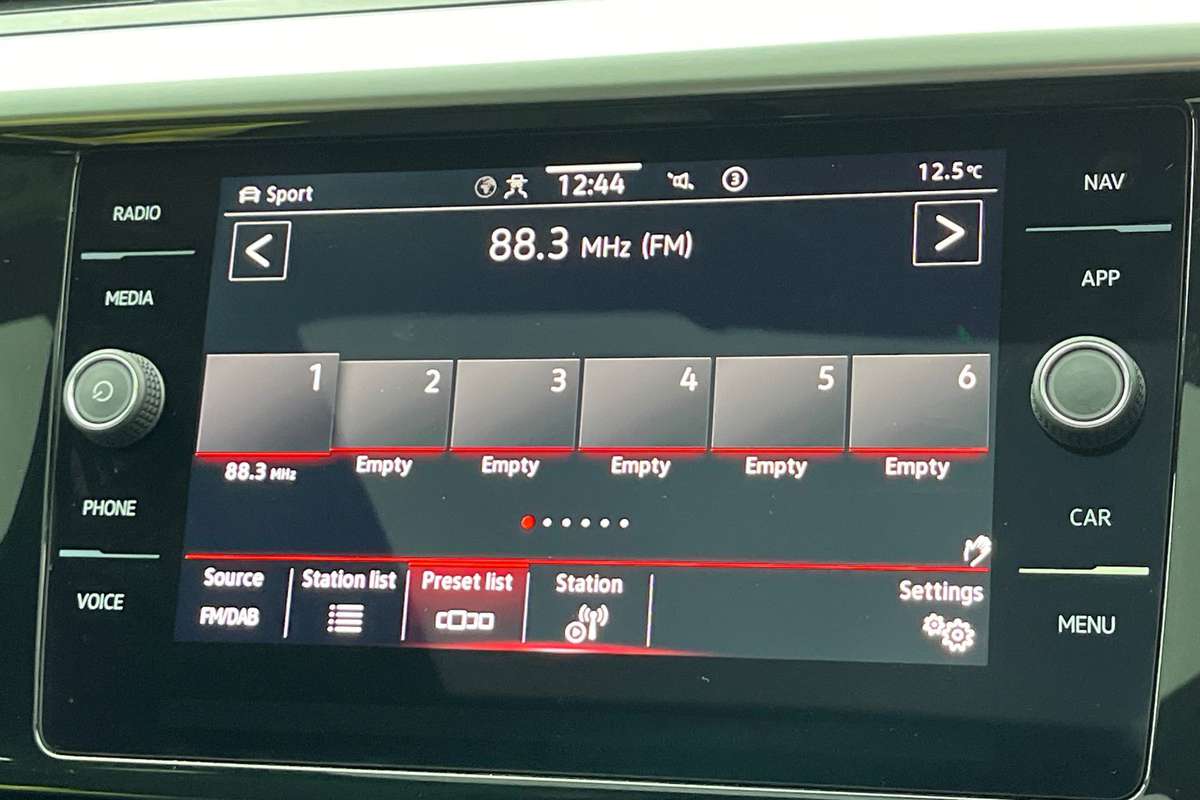 Sport
12:44
3
12.5°C
<
88.3 MHz (FM)
>
1
2
3
4
5
6
88.3 MHz
Empty
Empty
Empty
Empty
Empty
Source
FM/DAB
Station list
Preset list
Station
Settings
RADIO
MEDIA
PHONE
VOICE
NAV
APP
CAR
MENU